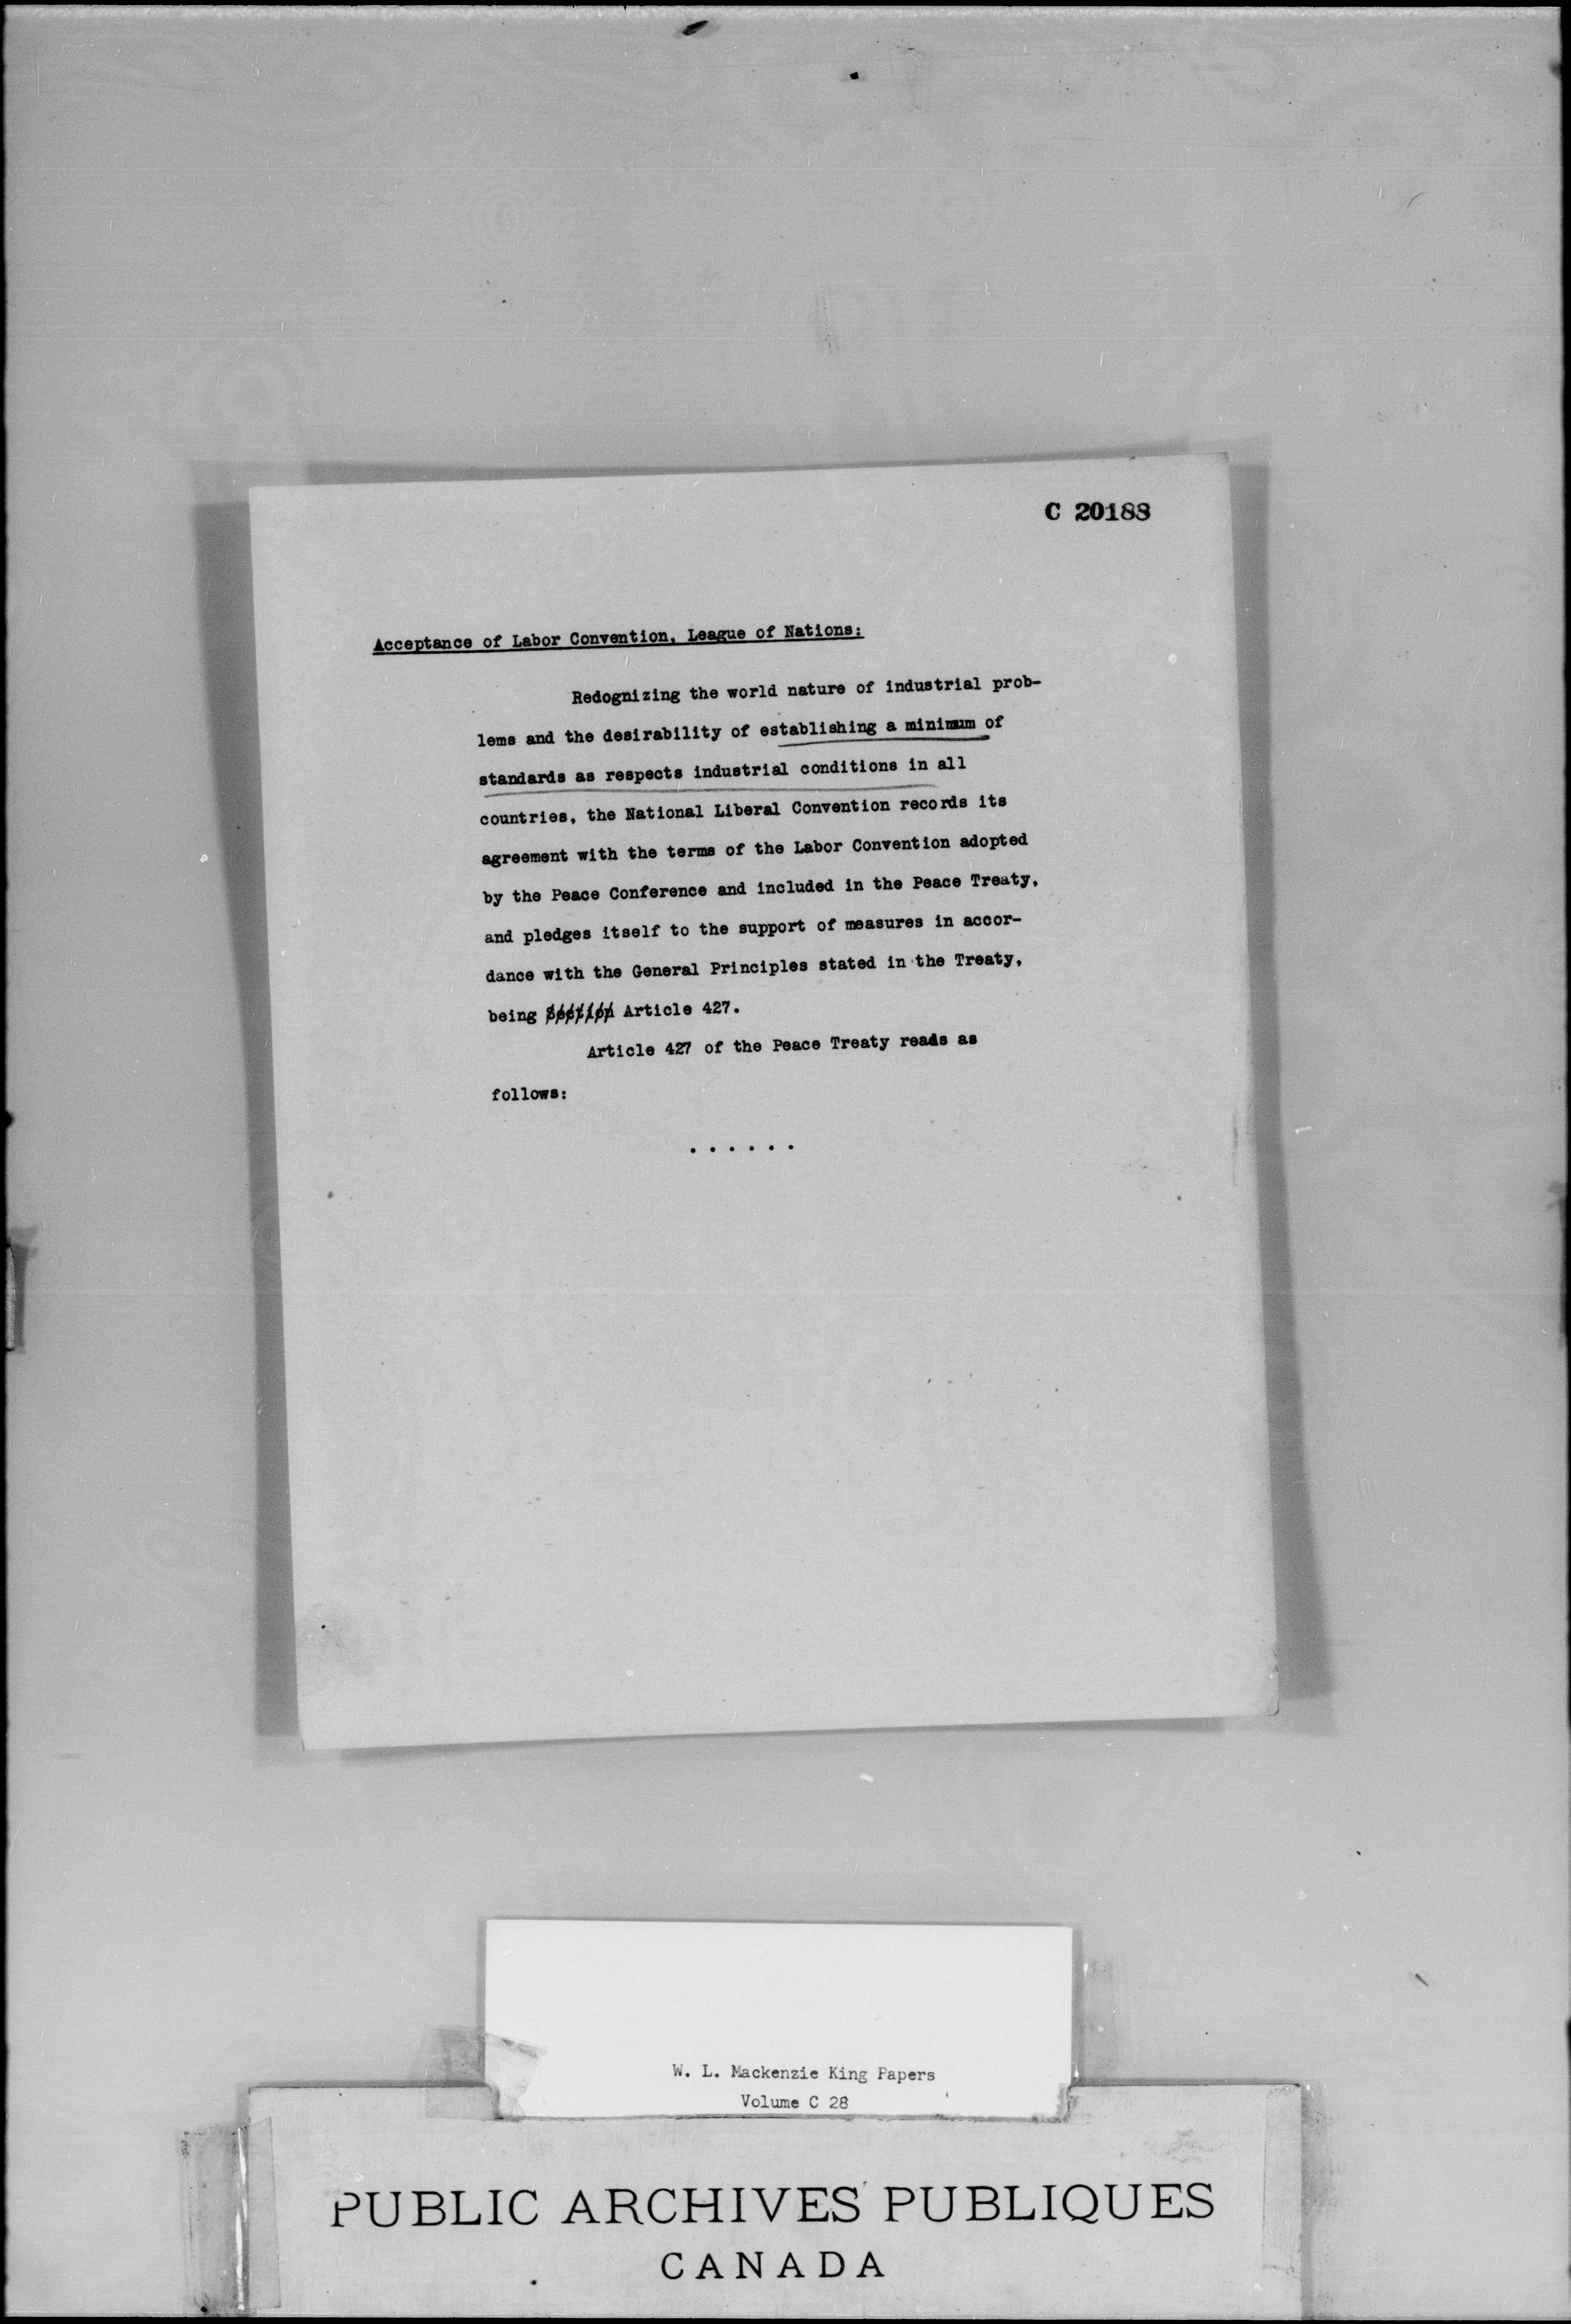 C 20188
Acceptance of Labor Convention, League of Nations:
Redognizing the world nature of industrial prob-
lems and the desirability of establishing a minimum of
standards as respects industrial conditions in all
countries, the National Liberal Convention records its
agreement with the terms of the Labor Convention adopted
by the Peace Conference and included in the Peace Treaty,
and pledges itself to the support of measures in accor-
dance with the General Principles stated in the Treaty,
being Section Article 427.
Article 427 of the Peace Treaty reads as
follows:
. . . . . .
W. L. Mackenzie King Papers
Volume C 28
PUBLIC ARCHIVES PUBLIQUES
CANADA